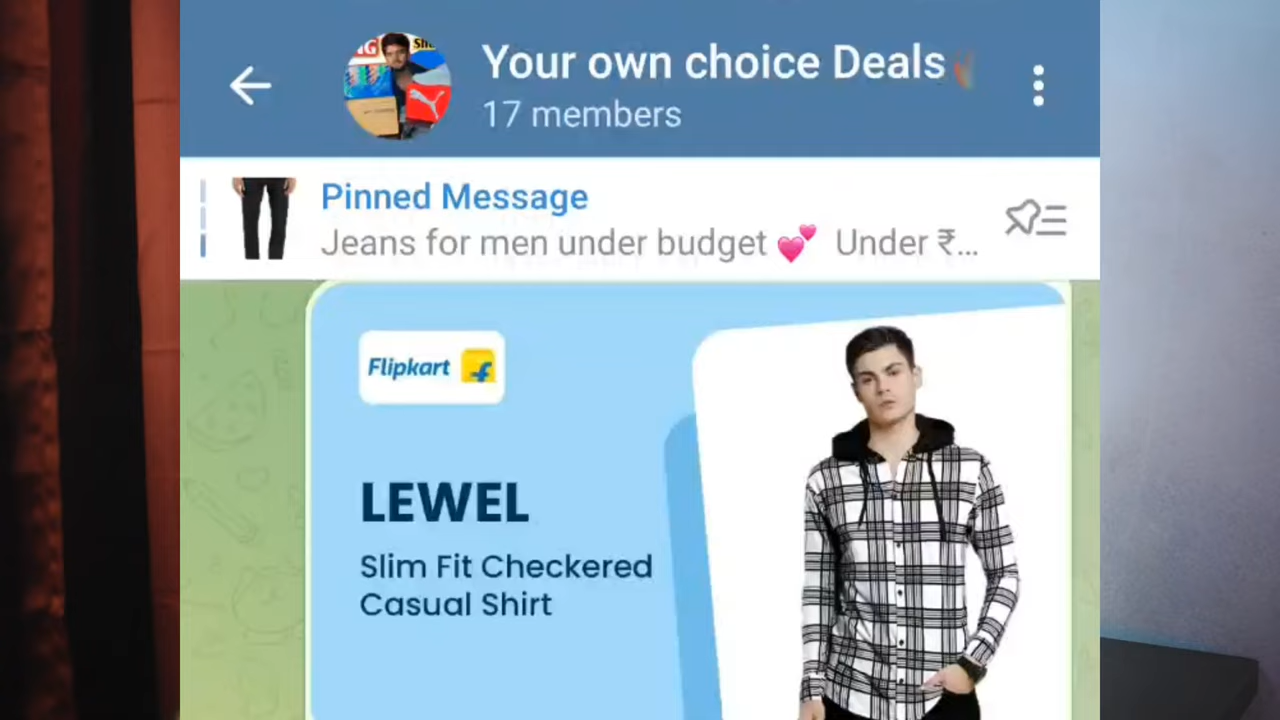 Your own choice Deals
17 members
Pinned Message
Jeans for men under budget 💕 Under ₹...
Flipkart
LEWEL
Slim Fit Checkered
Casual Shirt